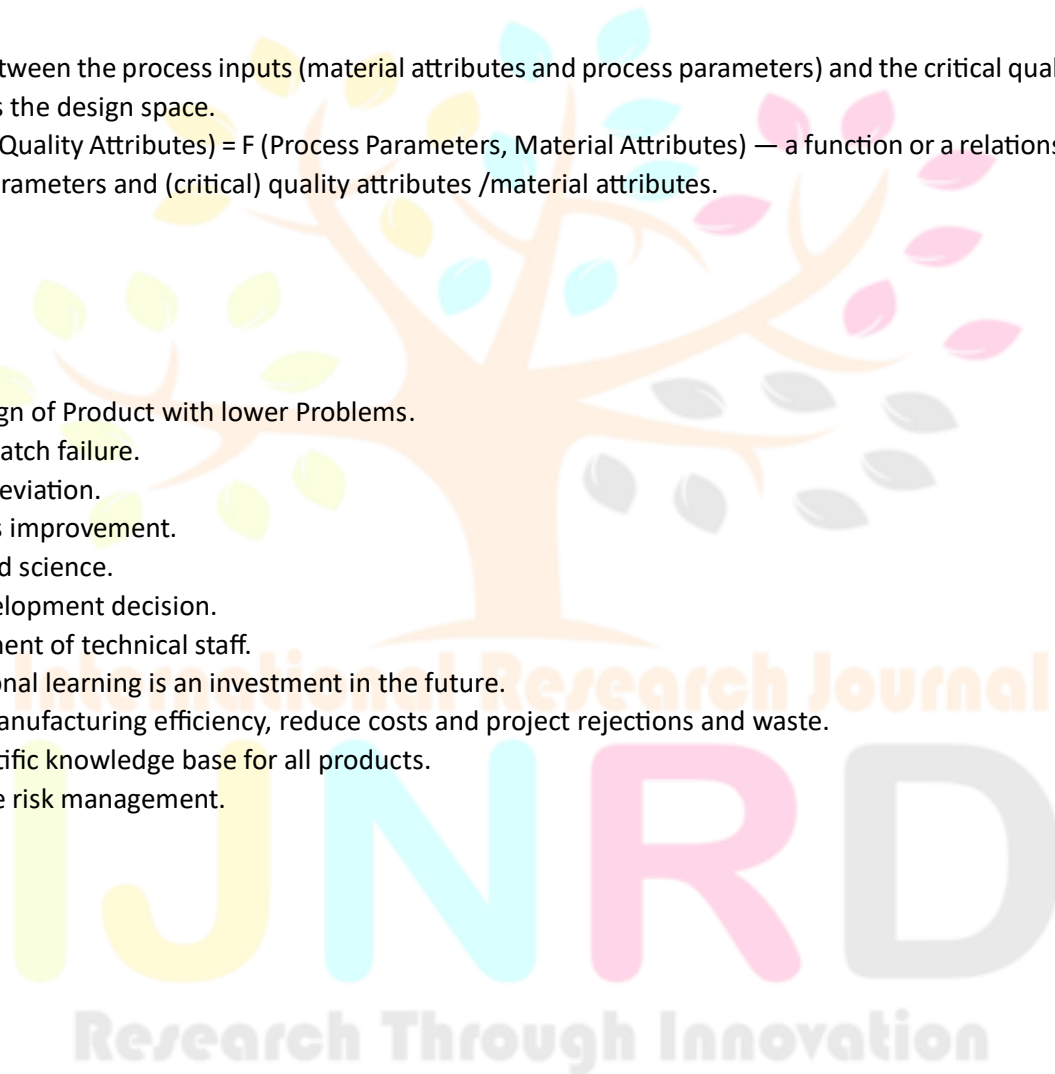 tween the process inputs (material attributes and process parameters) and the critical qual
s the design space.
(Quality Attributes) = F (Process Parameters, Material Attributes) — a function or a relations
rameters and (critical) quality attributes /material attributes.
gn of Product with lower Problems.
atch failure.
eviation.
s improvement.
d science.
elopment decision.
ent of technical staff.
International Research Journal
onal learning is an investment in the future.
anufacturing efficiency, reduce costs and project rejections and waste.
tific knowledge base for all products.
e risk management.
IJNRD
Research Through Innovation